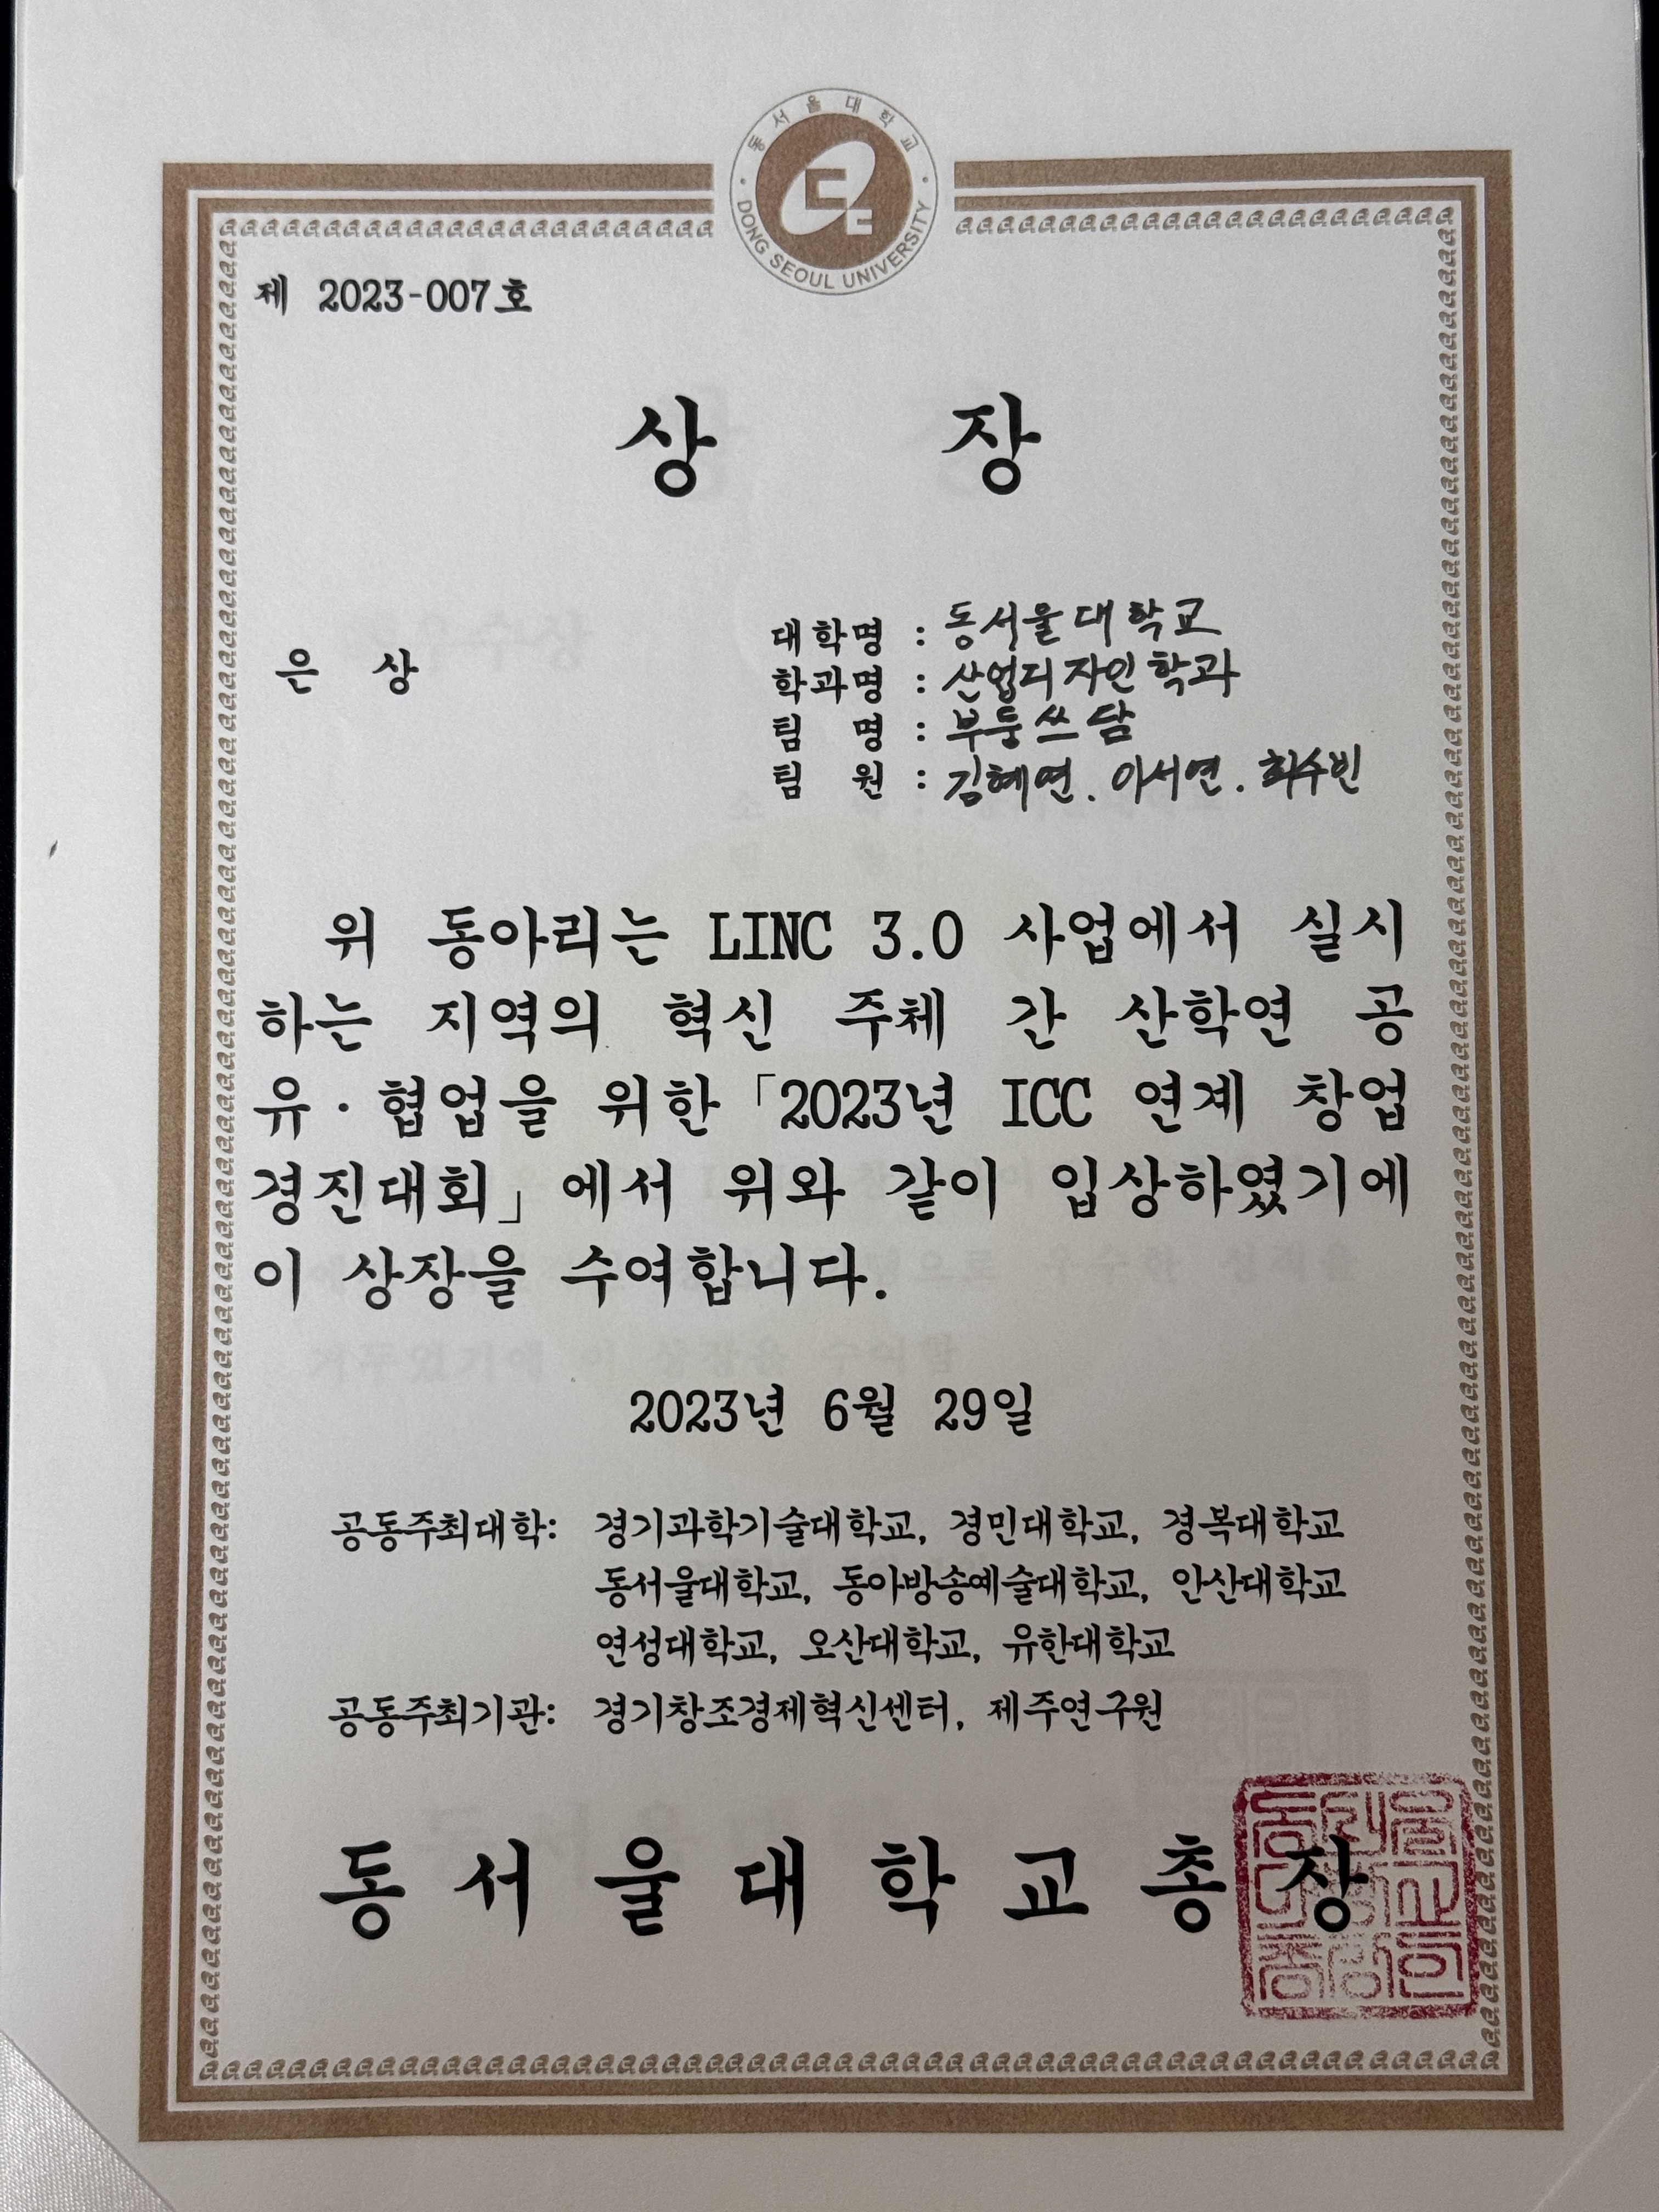 동서울대학교
DONG SEOUL UNIVERSITY
제 2023-007호
상 장
은 상
대학명 : 동서울대학교
학과명 : 산업디자인학과
팀 명 : 부퉁쓰담
팀 원 : 김혜연. 이서연. 최수빈
위 동아리는 LINC 3.0 사업에서 실시
하는 지역의 혁신 주체 간 산학연 공
유·협업을 위한「2023년 ICC 연계 창업
경진대회」에서 위와 같이 입상하였기에
이 상장을 수여합니다.
2023년 6월 29일
공동주최대학: 경기과학기술대학교, 경민대학교, 경복대학교
동서울대학교, 동아방송예술대학교, 안산대학교
연성대학교, 오산대학교, 유한대학교
공동주최기관: 경기창조경제혁신센터, 제주연구원
동서울대학교총장